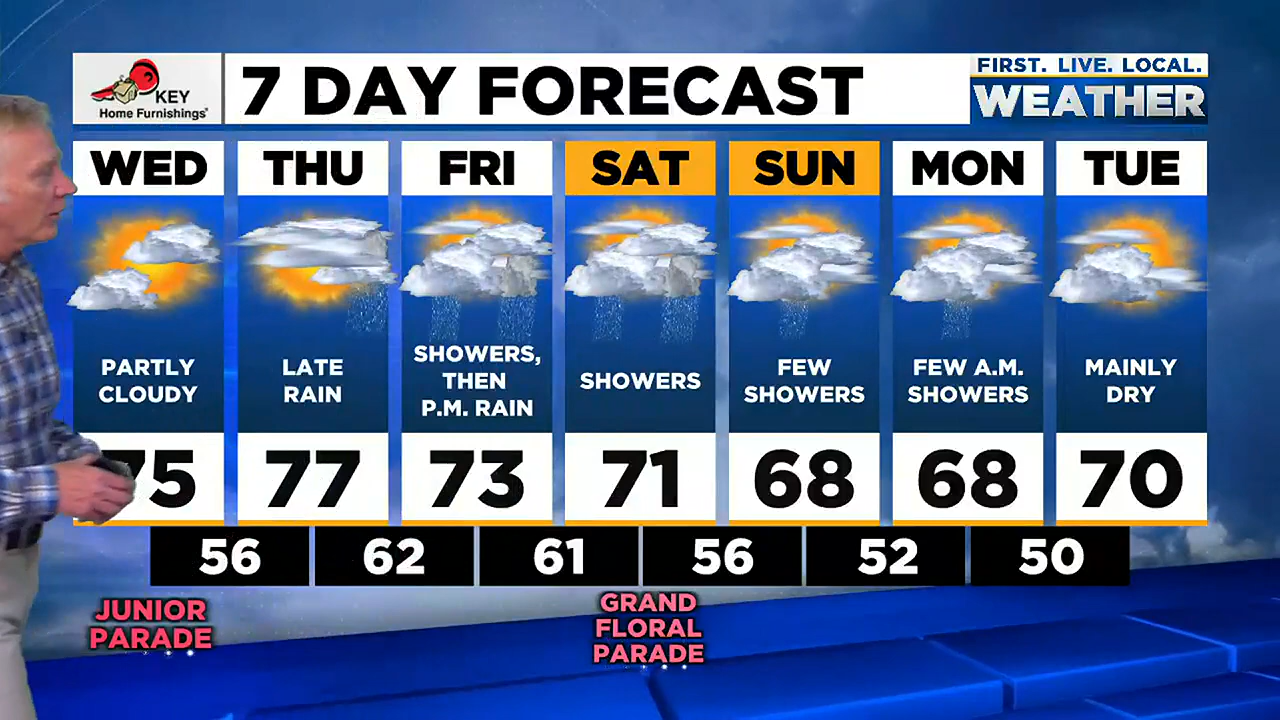 KEY
Home Furnishings
7 DAY FORECAST
FIRST. LIVE. LOCAL.
WEATHER
WED THU FRI SAT SUN MON TUE
PARTLY
CLOUDY
LATE
RAIN
SHOWERS,
THEN
P.M. RAIN
SHOWERS
FEW
SHOWERS
FEW A.M.
SHOWERS
MAINLY
DRY
75 77 73 71 68 68 70
56 62 61 56 52 50
JUNIOR
PARADE
GRAND
FLORAL
PARADE